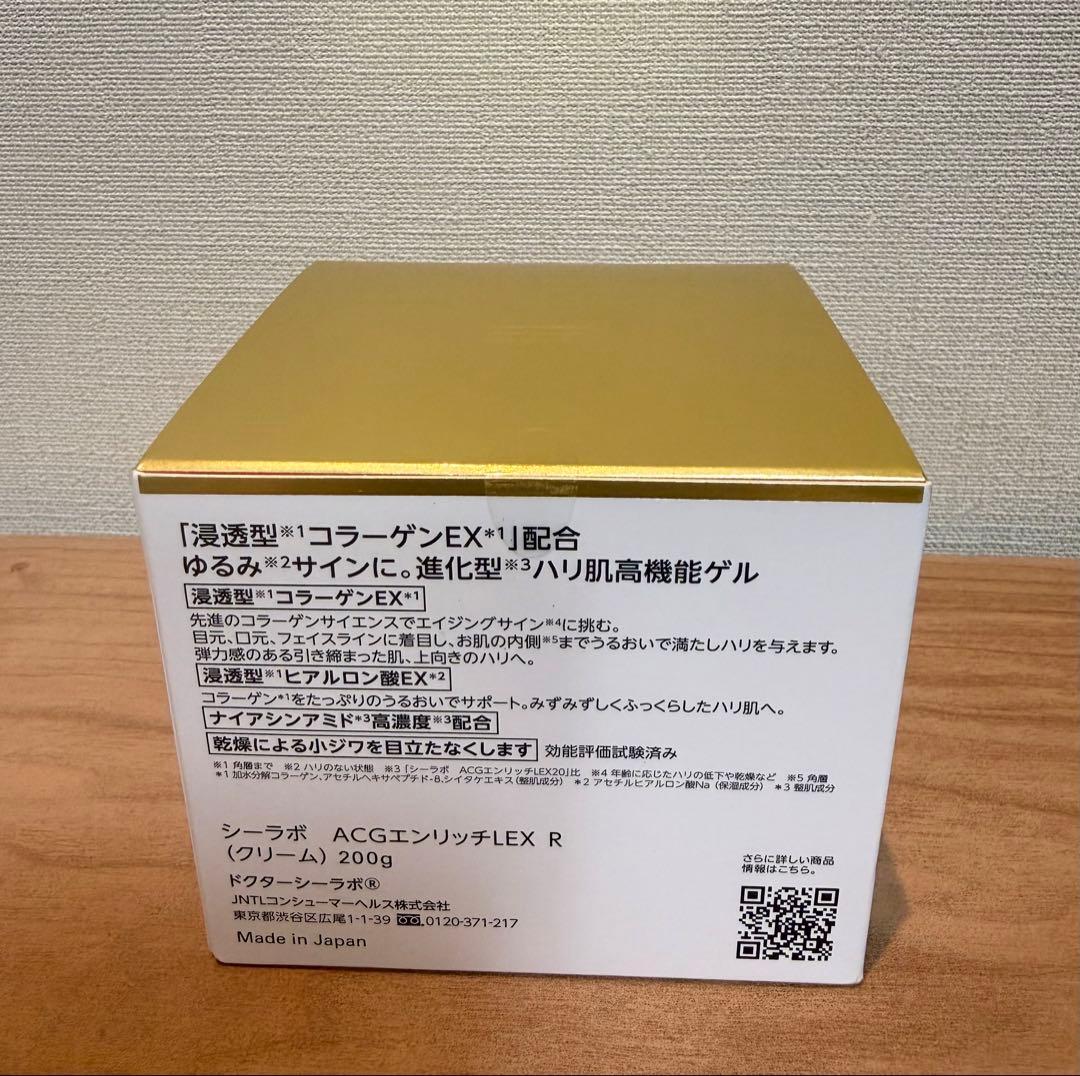 「浸透型※1コラーゲンEX*1」配合
ゆるみ※2サインに。進化型※3ハリ肌高機能ゲル
浸透型※1コラーゲンEX*1
先進のコラーゲンサイエンスでエイジングサイン※4に挑む。
目元、口元、フェイスラインに着目し、お肌の内側※5までうるおいで満たしハリを与えます。
弾力感のある引き締まった肌、上向きのハリへ。
浸透型※1ヒアルロン酸EX*2
コラーゲン*1をたっぷりのうるおいでサポート。みずみずしくふっくらしたハリ肌へ。
ナイアシンアミド*3高濃度※3配合
乾燥による小ジワを目立たなくします 効能評価試験済み
※1 角層まで ※2 ハリのない状態 ※3「シーラボ ACGエンリッチLEX20」比 ※4 年齢に応じたハリの低下や乾燥など ※5 角層
*1 加水分解コラーゲン、アセチルヘキサペプチド-8、シイタケエキス（整肌成分） *2 アセチルヒアルロン酸Na（保湿成分） *3 整肌成分
シーラボ ACGエンリッチLEX R
（クリーム）200g
ドクターシーラボ®
JNTLコンシューマーヘルス株式会社
東京都渋谷区広尾1-1-39 0120-371-217
Made in Japan
さらに詳しい商品
情報はこちら。